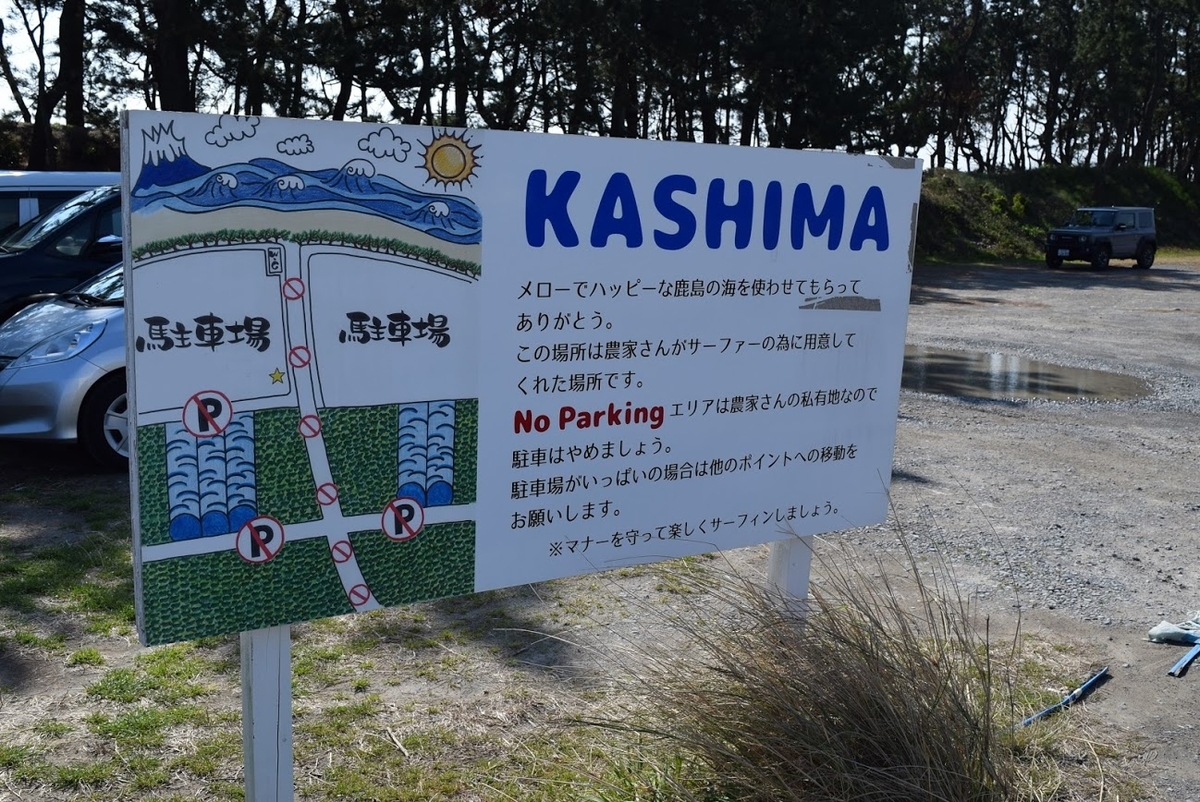 KASHIMA
メローでハッピーな鹿島の海を使わせてもらって
ありがとう。
この場所は農家さんがサーファーの為に用意して
くれた場所です。
No Parking エリアは農家さんの私有地なので
駐車はやめましょう。
駐車場がいっぱいの場合は他のポイントへの移動を
お願いします。
※マナーを守って楽しくサーフィンしましょう。
駐車場
駐車場
P
P
P